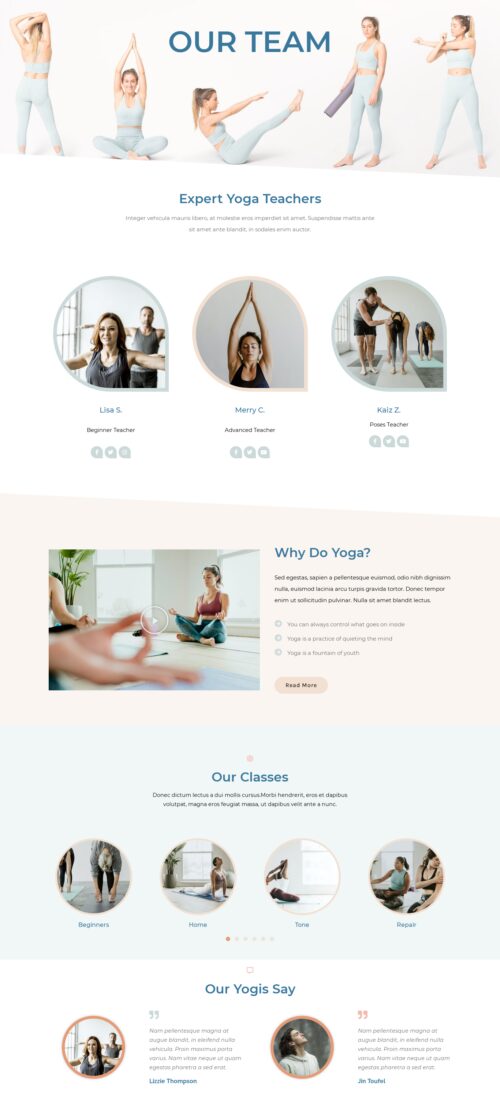 OUR TEAM
Expert Yoga Teachers
Integer vehicula mauris libero, at molestie eros imperdiet sit amet. Suspendisse mattis ante
sit amet ante blandit, in sodales enim auctor.
Lisa S.
Merry C.
Kaiz Z.
Beginner Teacher
Advanced Teacher
Poses Teacher
Why Do Yoga?
Sed egestas, sapien a pellentesque euismod, odio nibh dignissim
nulla, euismod lacinia arcu turpis gravida tortor. Donec tempor
enim ut sollicitudin pulvinar. Nulla sit amet blandit lectus.
You can always control what goes on inside
Yoga is a practice of quieting the mind
Yoga is a fountain of youth
Read More
Our Classes
Donec dictum lectus a dui mollis cursus.Morbi hendrerit, eros et dapibus
volutpat, magna eros feugiat massa, ut dapibus velit ante a nunc.
Beginners
Home
Tone
Repair
Our Yogis Say
Nam pellentesque magna at
augue blandit, in eleifend nulla
vehicula. Proin maximus porta
varius. Nam vitae neque ut quam
egestas pharetra a sed erat.
Lizzie Thompson
Nam pellentesque magna at
augue blandit, in eleifend nulla
vehicula. Proin maximus porta
varius. Nam vitae neque ut quam
egestas pharetra a sed erat.
Jin Toufel